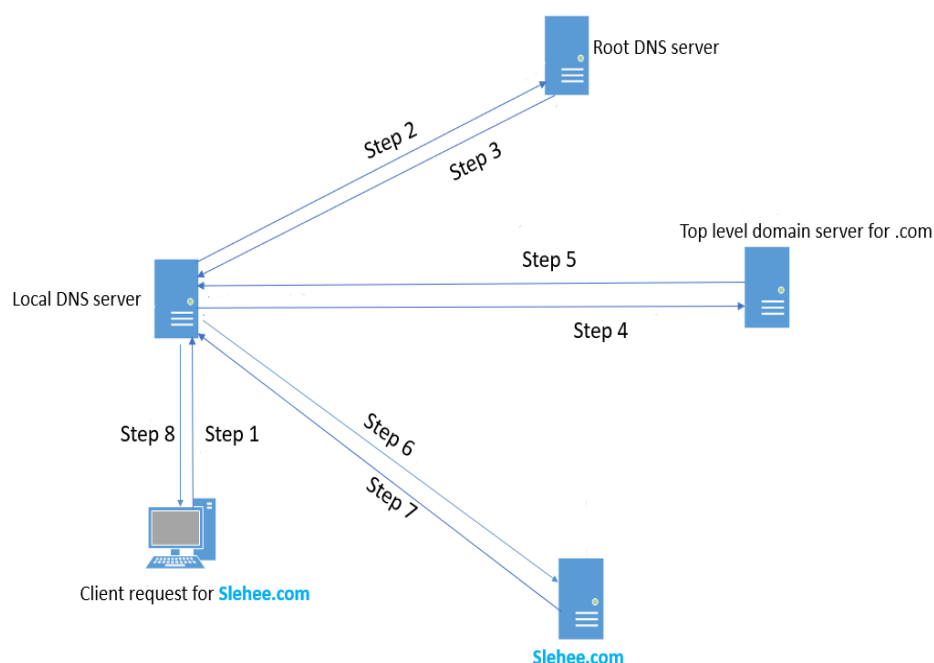 Root DNS server
Step 2
Step 3
Top level domain server for .com
Step 5
Local DNS server
Step 4
Step 8
Step 1
Step 6
Step 7
Client request for Slehee.com
Slehee.com